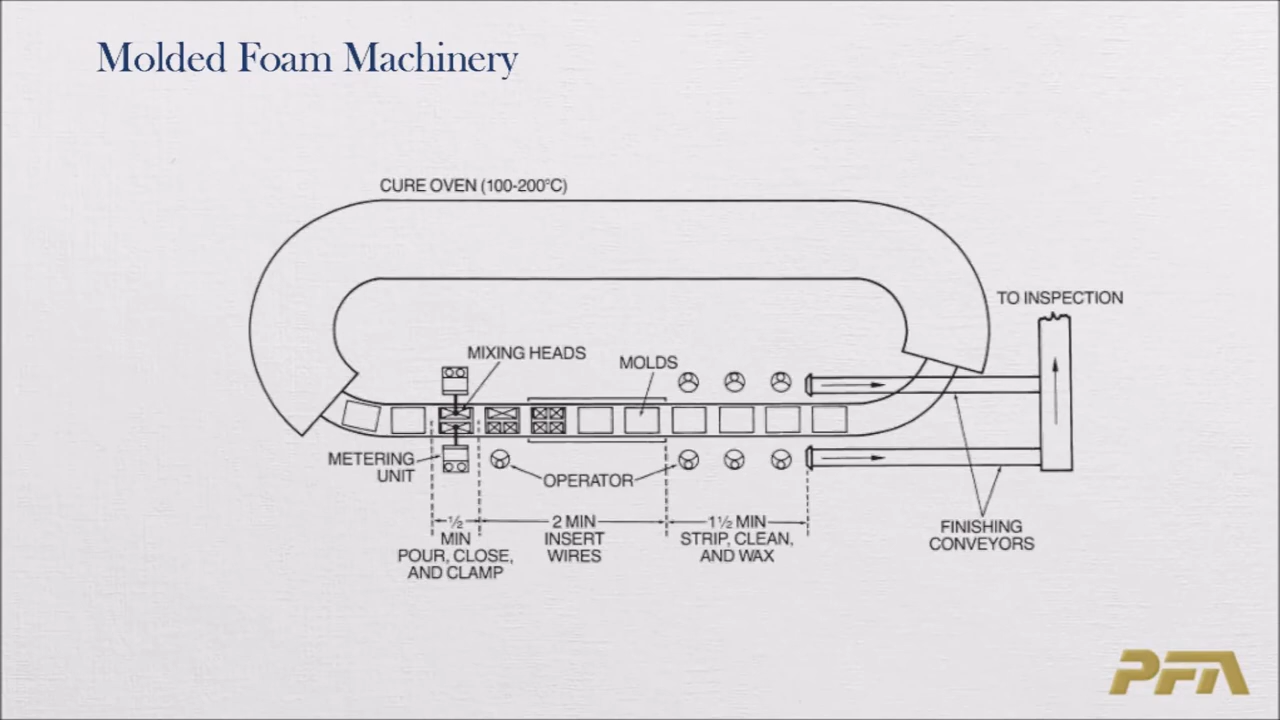 Molded Foam Machinery
CURE OVEN (100-200°C)
TO INSPECTION
MIXING HEADS
MOLDS
METERING
UNIT
OPERATOR
½
MIN
POUR, CLOSE,
AND CLAMP
2 MIN
INSERT
WIRES
1½ MIN
STRIP, CLEAN,
AND WAX
FINISHING
CONVEYORS
PFA